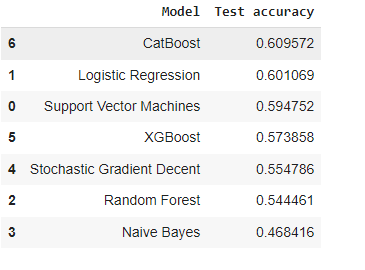 Model Test accuracy
6 CatBoost 0.609572
1 Logistic Regression 0.601069
0 Support Vector Machines 0.594752
5 XGBoost 0.573858
4 Stochastic Gradient Decent 0.554786
2 Random Forest 0.544461
3 Naive Bayes 0.468416